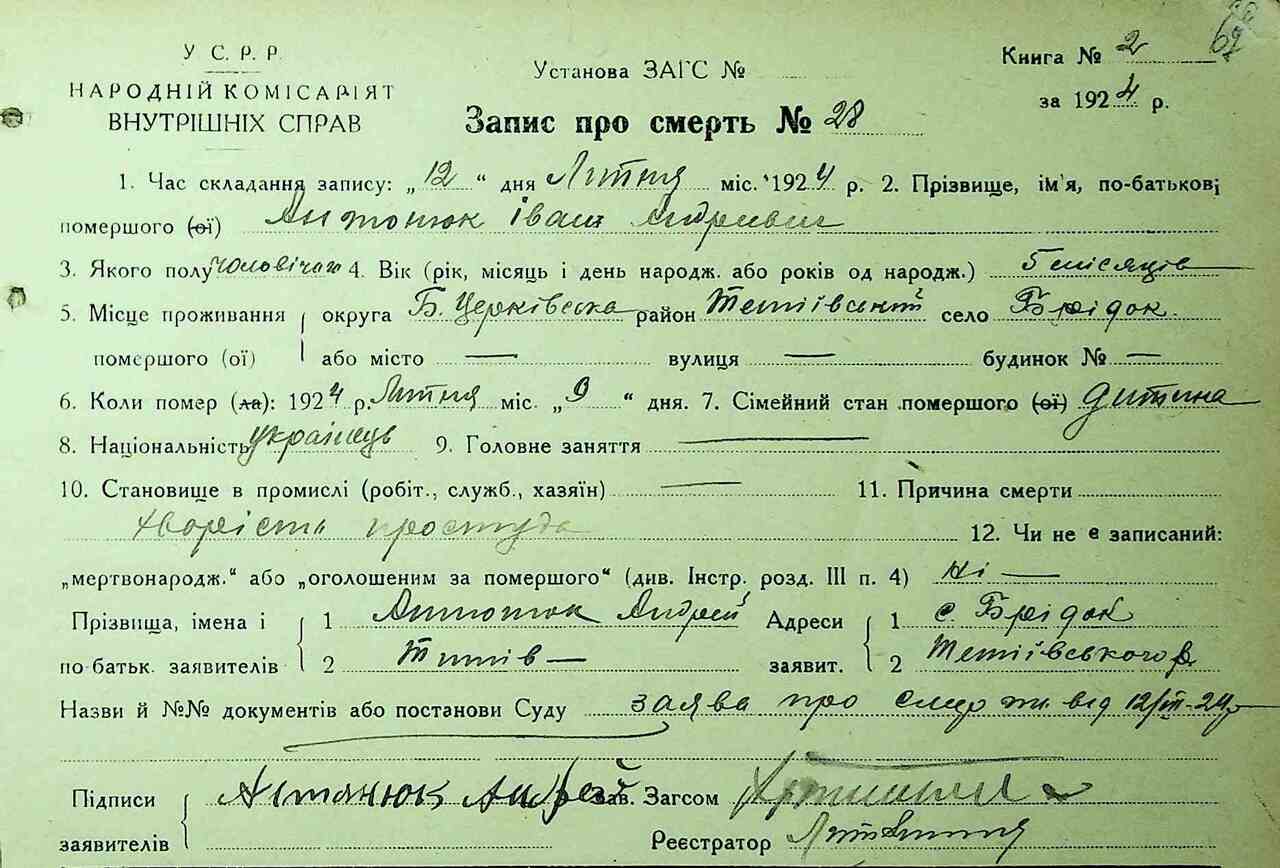 У С. Р. Р.
НАРОДНІЙ КОМІСАРІЯТ
ВНУТРІШНІХ СПРАВ
Установа ЗАГС №
Книга № 2
за 1924 р.
Запис про смерть № 28
1. Час складання запису: „12“ дня Липня міс. 1924 р. 2. Прізвище, ім'я, по-батькові
помершого (ої) Антонюк Іван Андриевич
3. Якого полу чоловічого 4. Вік (рік, місяць і день народж. або років од народж.) 5 місяців
5. Місце проживання округа Б. Церківська район Тетіївський село Брідок.
помершого (ої) або місто — вулиця — будинок № —
6. Коли помер (ла): 1924 р. Липня міс. „9“ дня. 7. Сімейний стан помершого (ої) дитина
8. Національність українець 9. Головне заняття —
10. Становище в промислі (робіт., служб., хазяїн) — 11. Причина смерти
хворість простуда 12. Чи не є записаний:
„мертвонародж.“ або „оголошеним за помершого“ (див. Інстр. розд. III п. 4) Ні —
Прізвища, імена і 1 Антонюк Андрей Адреси 1 с. Брідок
по-батьк. заявителів 2 заявит. 2 Тетіївського р.
Назви й №№ документів або постанови Суду заява про від 12/VII-24р
Підписи Антанюк Андрей Зав. Загсом
заявителів Реєстратор